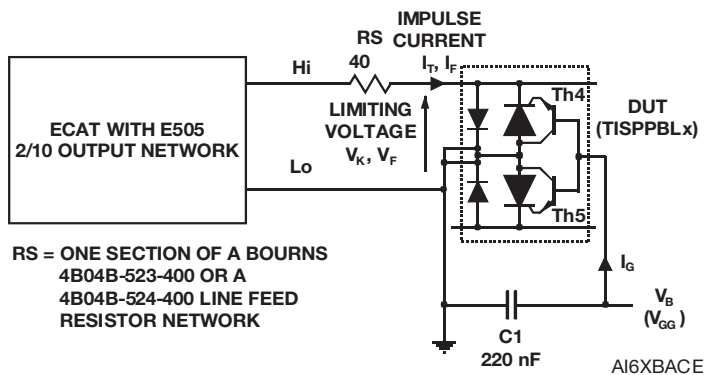 IMPULSE
CURRENT
RS
40
I_T, I_F
Hi
Th4
DUT
(TISPPBLx)
LIMITING
VOLTAGE
V_K, V_F
ECAT WITH E505
2/10 OUTPUT NETWORK
Lo
Th5
RS = ONE SECTION OF A BOURNS
4B04B-523-400 OR A
4B04B-524-400 LINE FEED
RESISTOR NETWORK
I_G
V_B
(V_GG)
C1
220 nF
AI6XBACE